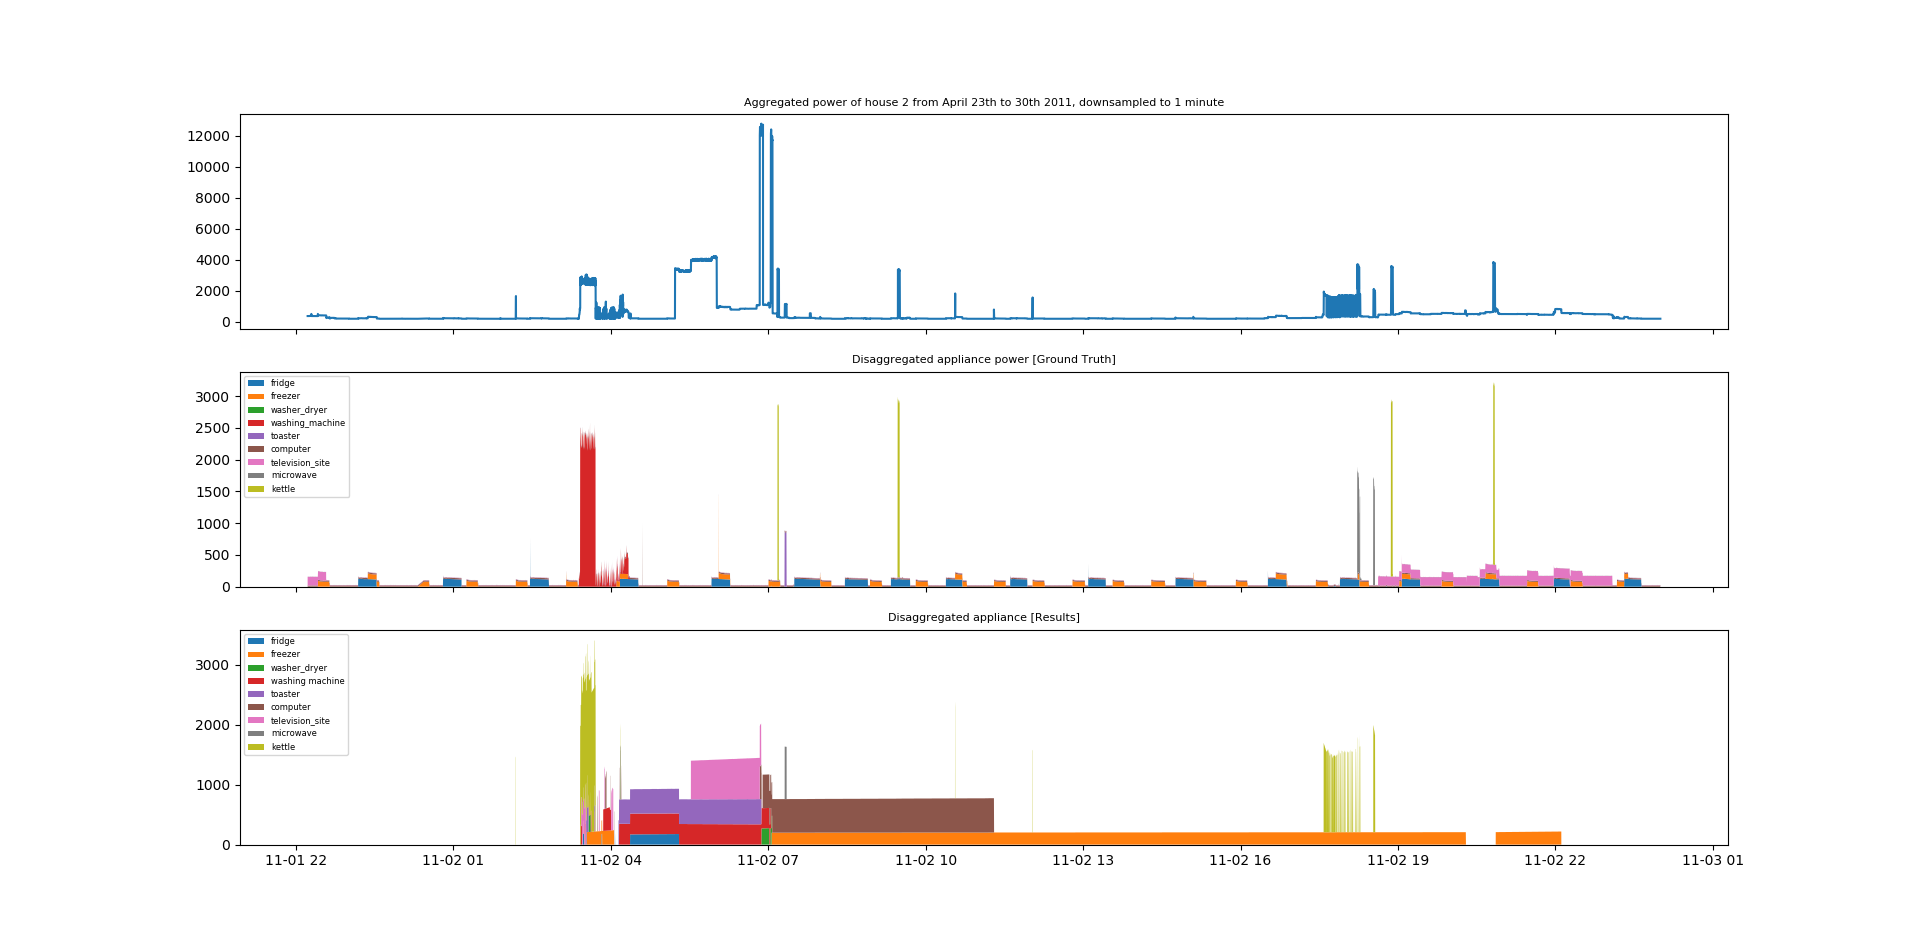 Aggregated power of house 2 from April 23th to 30th 2011, downsampled to 1 minute
12000
10000
8000
6000
4000
2000
0
Disaggregated appliance power [Ground Truth]
3000
2500
2000
1500
1000
500
0
fridge
freezer
washer_dryer
washing_machine
toaster
computer
television_site
microwave
kettle
Disaggregated appliance [Results]
3000
2000
1000
0
fridge
freezer
washer_dryer
washing machine
toaster
computer
television_site
microwave
kettle
11-01 22 11-02 01 11-02 04 11-02 07 11-02 10 11-02 13 11-02 16 11-02 19 11-02 22 11-03 01